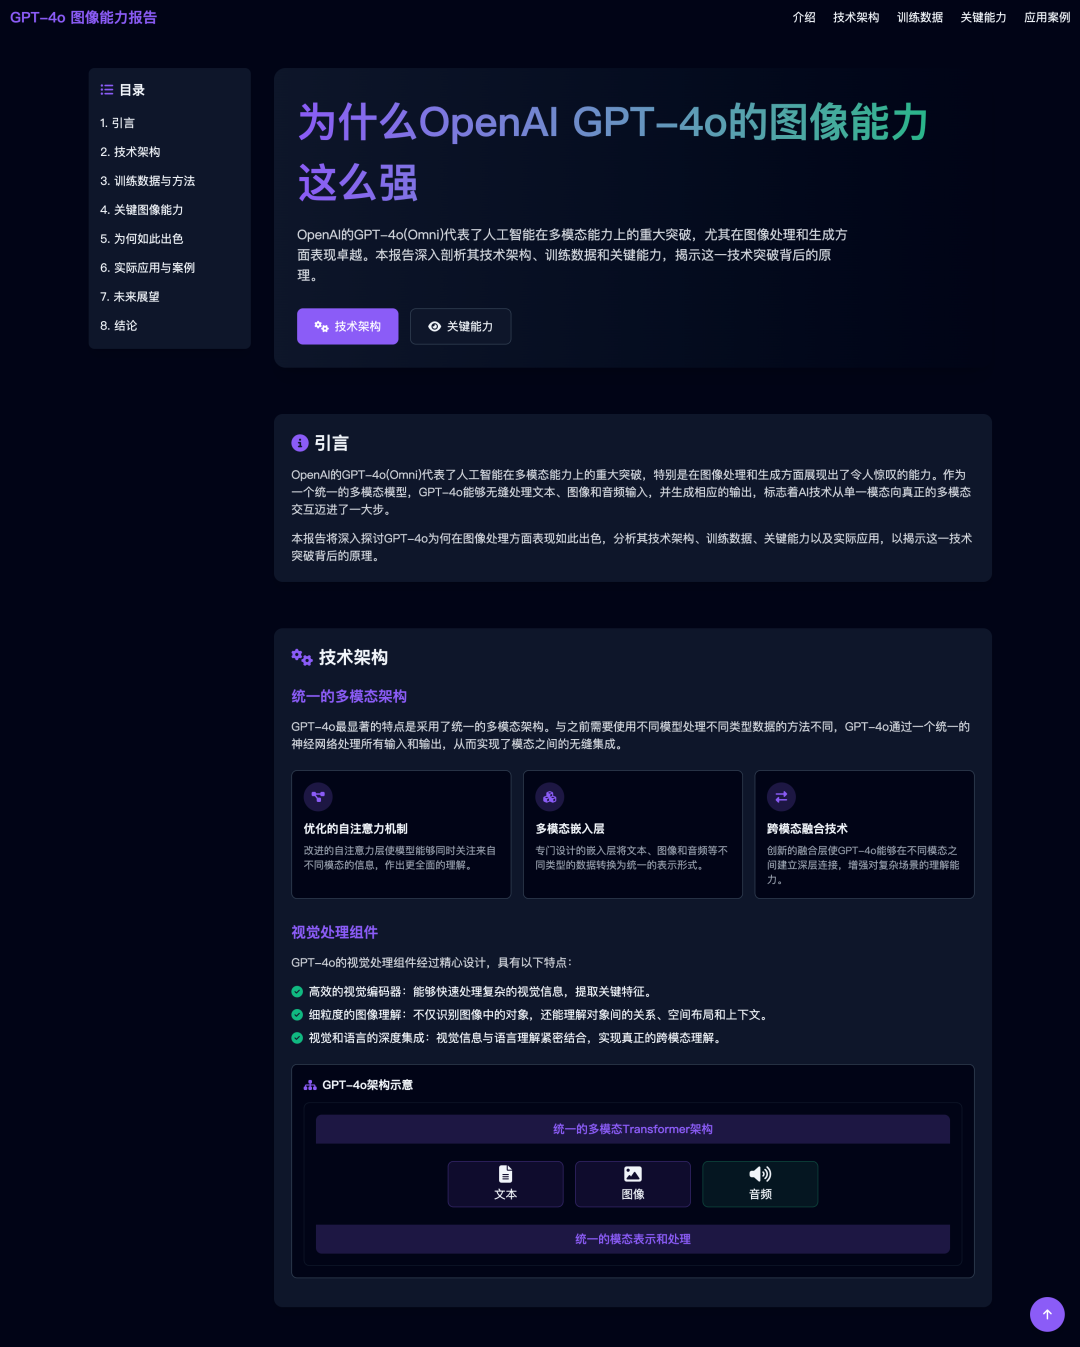 GPT-4o 图像能力报告
介绍 技术架构 训练数据 关键能力 应用案例
目录
1. 引言
2. 技术架构
3. 训练数据与方法
4. 关键图像能力
5. 为何如此出色
6. 实际应用与案例
7. 未来展望
8. 结论
为什么OpenAI GPT-4o的图像能力
这么强
OpenAI的GPT-4o(Omni)代表了人工智能在多模态能力上的重大突破，尤其在图像处理和生成方
面表现卓越。本报告深入剖析其技术架构、训练数据和关键能力，揭示这一技术突破背后的原
理。
技术架构 关键能力
引言
OpenAI的GPT-4o(Omni)代表了人工智能在多模态能力上的重大突破，特别是在图像处理和生成方面展现出了令人惊叹的能力。作为
一个统一的多模态模型，GPT-4o能够无缝处理文本、图像和音频输入，并生成相应的输出，标志着AI技术从单一模态向真正的多模态
交互迈进了一大步。
本报告将深入探讨GPT-4o为何在图像处理方面表现如此出色，分析其技术架构、训练数据、关键能力以及实际应用，以揭示这一技术
突破背后的原理。
技术架构
统一的多模态架构
GPT-4o最显著的特点是采用了统一的多模态架构。与之前需要使用不同模型处理不同类型数据的方法不同，GPT-4o通过一个统一的
神经网络处理所有输入和输出，从而实现了模态之间的无缝集成。
优化的自注意力机制
改进的自注意力层使模型能够同时关注来自
不同模态的信息，作出更全面的理解。
多模态嵌入层
专门设计的嵌入层将文本、图像和音频等不
同类型的数据转换为统一的表示形式。
跨模态融合技术
创新的融合层使GPT-4o能够在不同模态之
间建立深层连接，增强对复杂场景的理解能
力。
视觉处理组件
GPT-4o的视觉处理组件经过精心设计，具有以下特点：
高效的视觉编码器：能够快速处理复杂的视觉信息，提取关键特征。
细粒度的图像理解：不仅识别图像中的对象，还能理解对象间的关系、空间布局和上下文。
视觉和语言的深度集成：视觉信息与语言理解紧密结合，实现真正的跨模态理解。
GPT-4o架构示意
统一的多模态Transformer架构
文本 图像 音频
统一的模态表示和处理